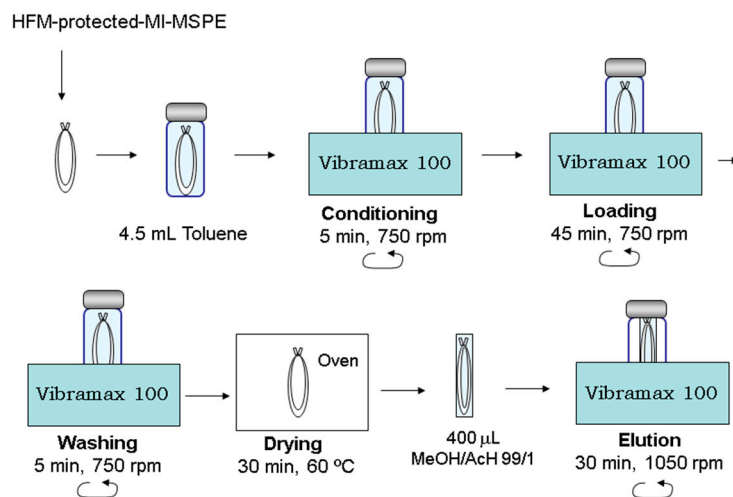 HFM-protected-MI-MSPE
4.5 mL Toluene
Vibramax 100
Conditioning
5 min, 750 rpm
Vibramax 100
Loading
45 min, 750 rpm
Vibramax 100
Washing
5 min, 750 rpm
Oven
Drying
30 min, 60 ºC
400 μL
MeOH/AcH 99/1
Vibramax 100
Elution
30 min, 1050 rpm